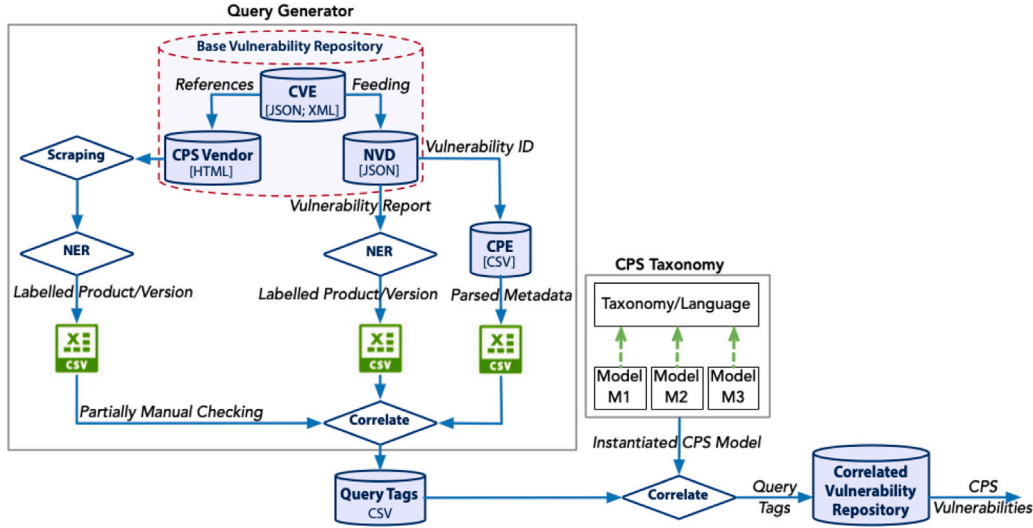 Query Generator
Base Vulnerability Repository
References
Feeding
CVE
[JSON; XML]
Scraping
CPS Vendor
[HTML]
NVD
[JSON]
Vulnerability ID
Vulnerability Report
NER
NER
CPE
[CSV]
Labelled Product/Version
Labelled Product/Version
Parsed Metadata
CSV
CSV
CSV
Partially Manual Checking
Correlate
Query Tags
CSV
CPS Taxonomy
Taxonomy/Language
Model
M1
Model
M2
Model
M3
Instantiated CPS Model
Correlate
Query
Tags
Correlated
Vulnerability
Repository
CPS
Vulnerabilities